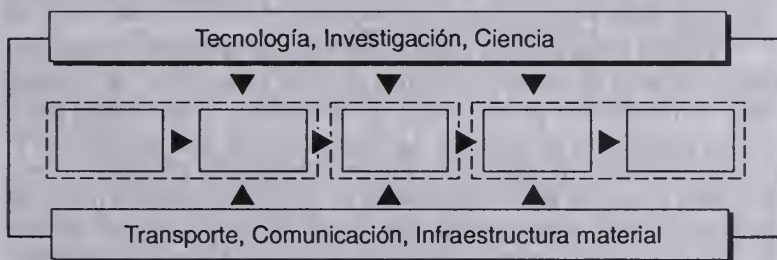 Tecnología, Investigación, Ciencia
Transporte, Comunicación, Infraestructura material